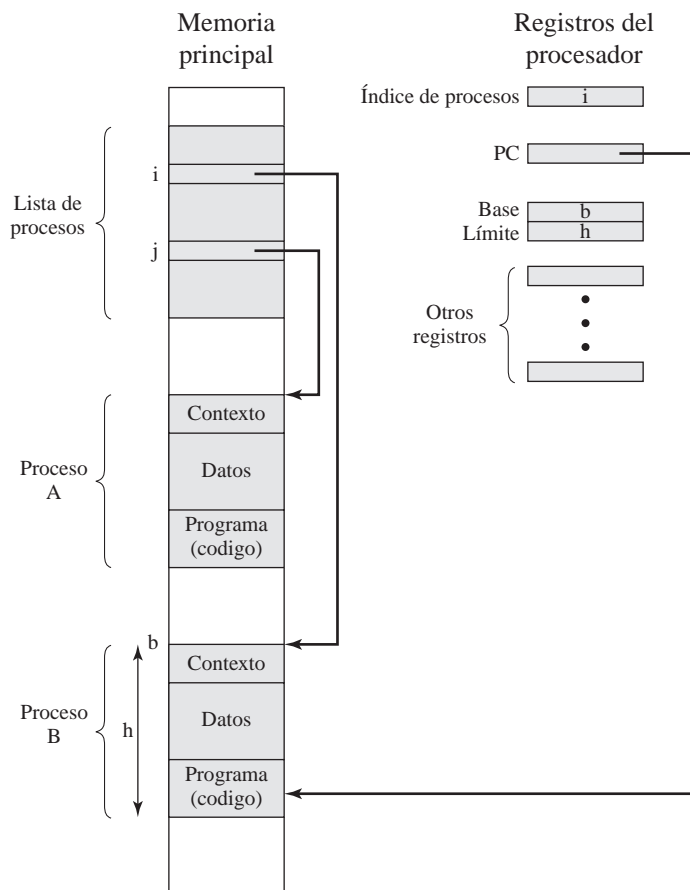 Memoria
principal
Registros del
procesador
Índice de procesos
i
PC
Base
b
Límite
h
Otros
registros
Lista de
procesos
i
j
Proceso
A
Contexto
Datos
Programa
(codigo)
Proceso
B
b
h
Contexto
Datos
Programa
(codigo)